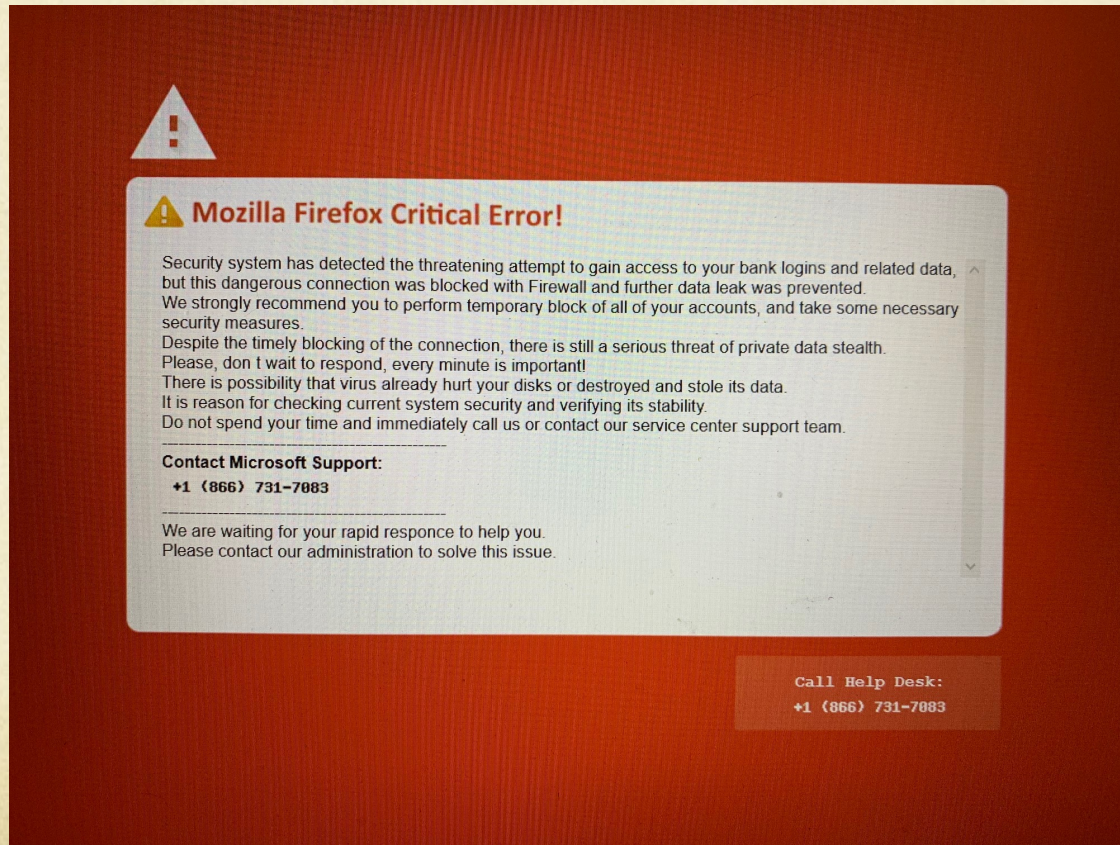 Mozilla Firefox Critical Error!
Security system has detected the threatening attempt to gain access to your bank logins and related data,
but this dangerous connection was blocked with Firewall and further data leak was prevented.
We strongly recommend you to perform temporary block of all of your accounts, and take some necessary
security measures.
Despite the timely blocking of the connection, there is still a serious threat of private data stealth.
Please, don t wait to respond, every minute is important!
There is possibility that virus already hurt your disks or destroyed and stole its data.
It is reason for checking current system security and verifying its stability.
Do not spend your time and immediately call us or contact our service center support team.
Contact Microsoft Support:
+1 (866) 731-7083
We are waiting for your rapid responce to help you.
Please contact our administration to solve this issue.
Call Help Desk:
+1 (866) 731-7083